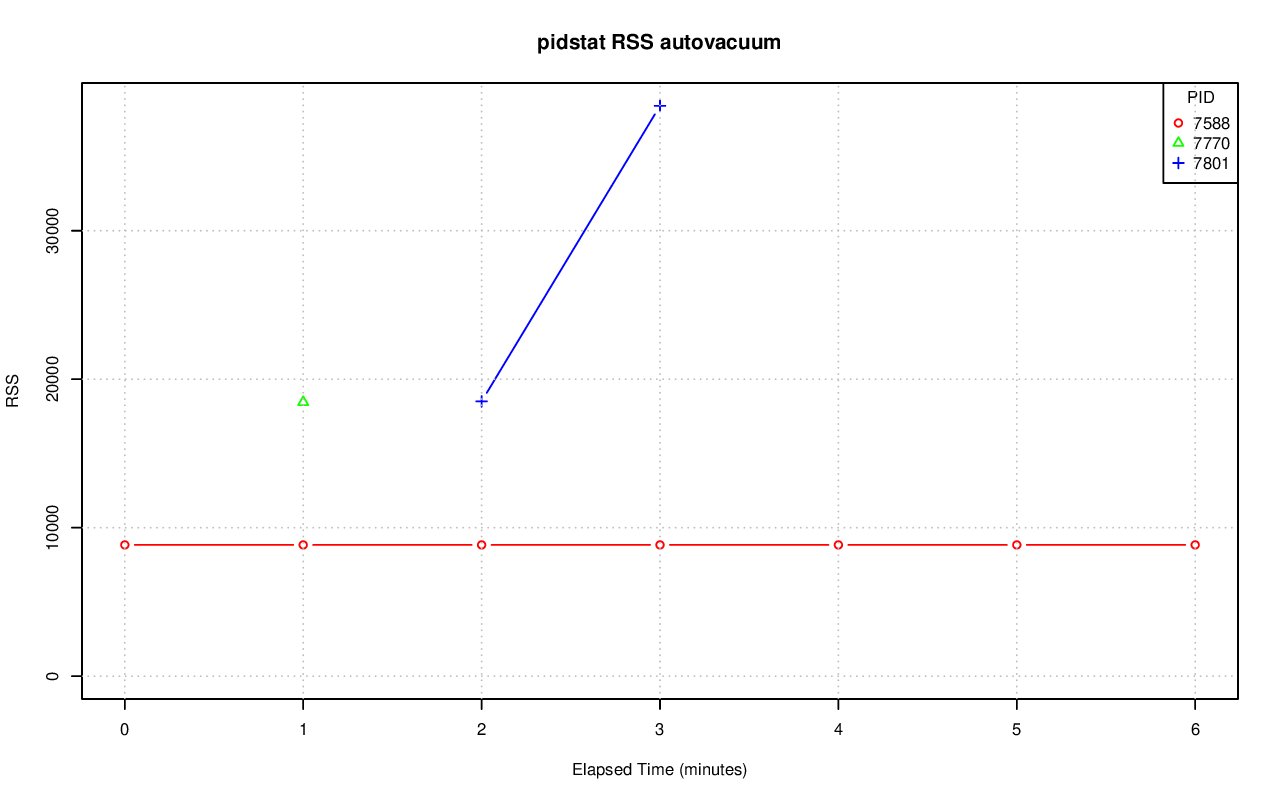 pidstat RSS autovacuum
PID
7588
7770
7801
30000
20000
10000
0
RSS
0 1 2 3 4 5 6
Elapsed Time (minutes)